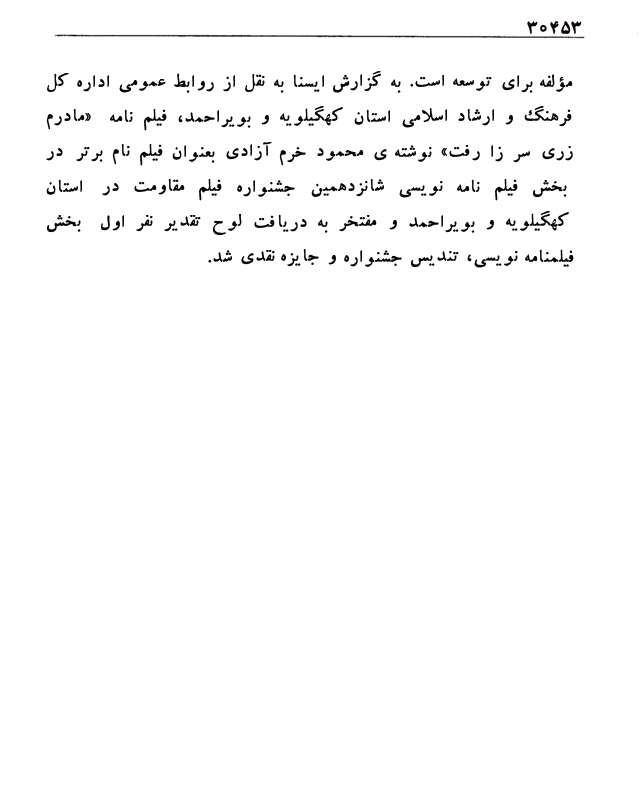 ۳۰۴۵۳
مؤلفه برای توسعه است. به گزارش ایسنا به نقل از روابط عمومی اداره کل
فرهنگ و ارشاد اسلامی استان کهگیلویه و بویراحمد، فیلم نامه «مادرم
زری سر زا رفت» نوشته ی محمود خرم آزادی بعنوان فیلم نام برتر در
بخش فیلم نامه نویسی شانزدهمین جشنواره فیلم مقاومت در استان
کهگیلویه و بویراحمد و مفتخر به دریافت لوح تقدیر نفر اول بخش
فیلمنامه نویسی، تندیس جشنواره و جایزه نقدی شد.